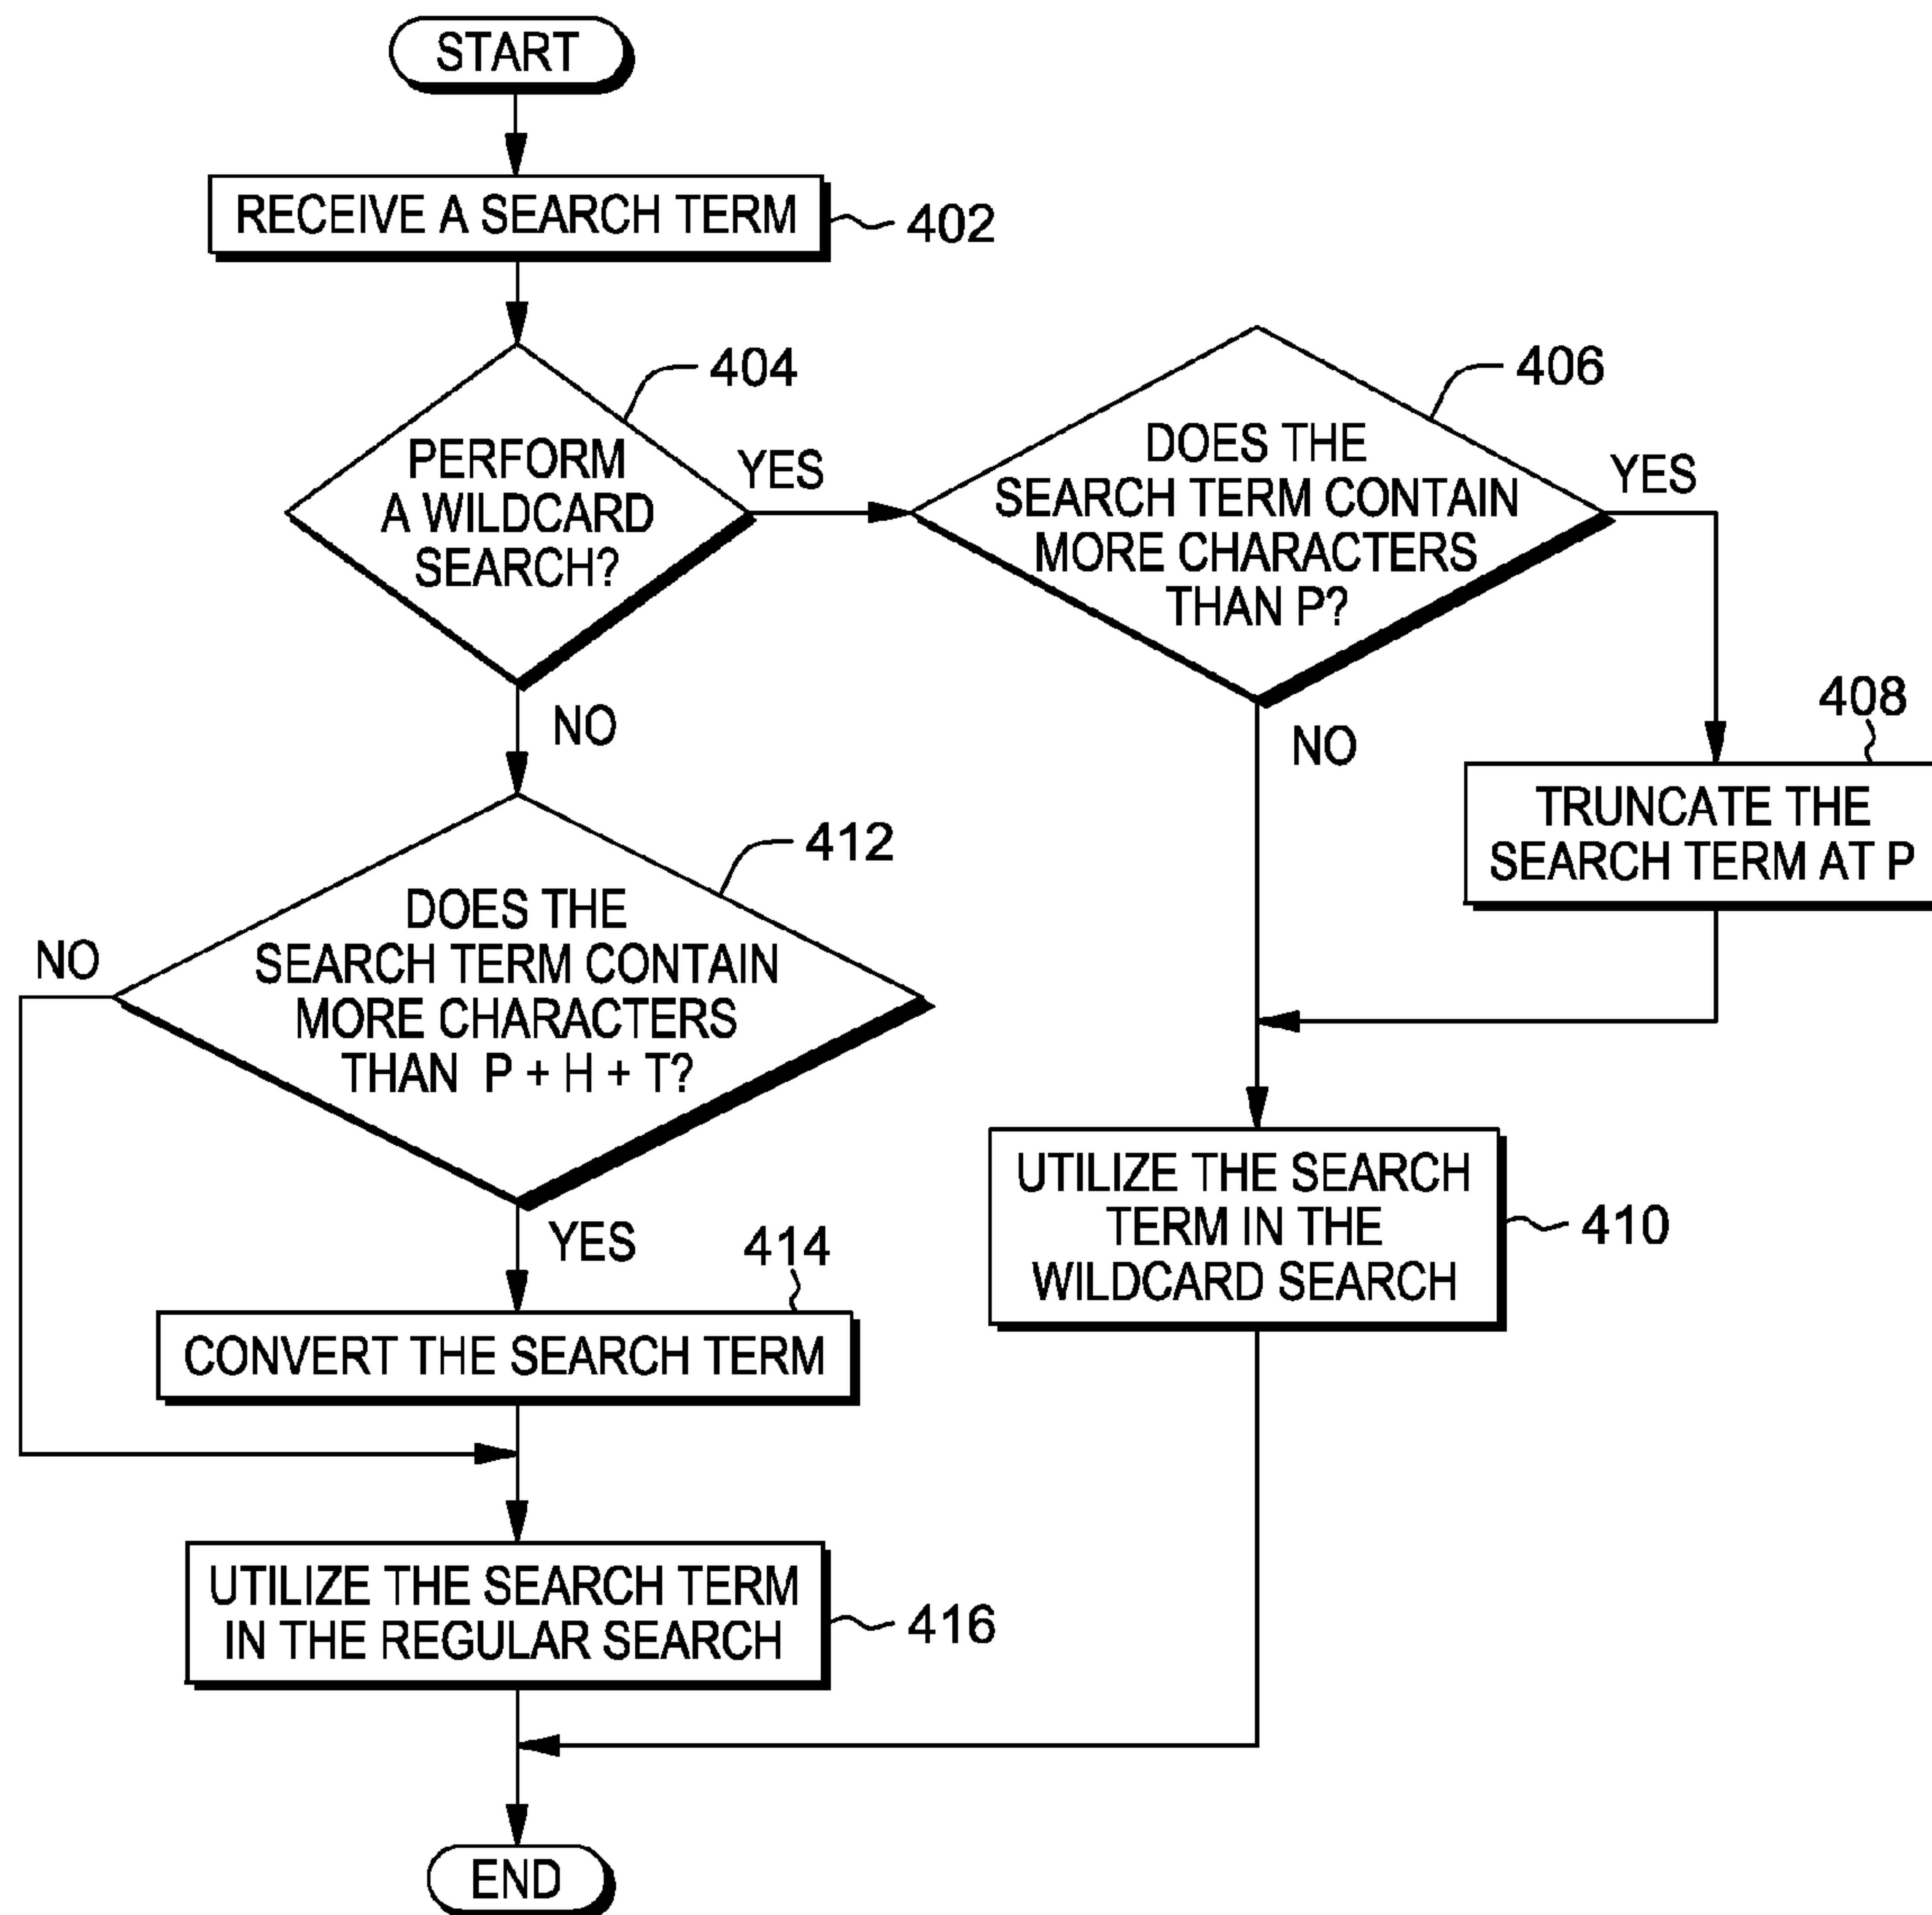 START
RECEIVE A SEARCH TERM
402
404
PERFORM
A WILDCARD
SEARCH?
YES
NO
406
DOES THE
SEARCH TERM CONTAIN
MORE CHARACTERS
THAN P?
YES
NO
408
TRUNCATE THE
SEARCH TERM AT P
UTILIZE THE SEARCH
TERM IN THE
WILDCARD SEARCH
410
412
DOES THE
SEARCH TERM CONTAIN
MORE CHARACTERS
THAN P + H + T?
NO
YES
414
CONVERT THE SEARCH TERM
UTILIZE THE SEARCH TERM
IN THE REGULAR SEARCH
416
END